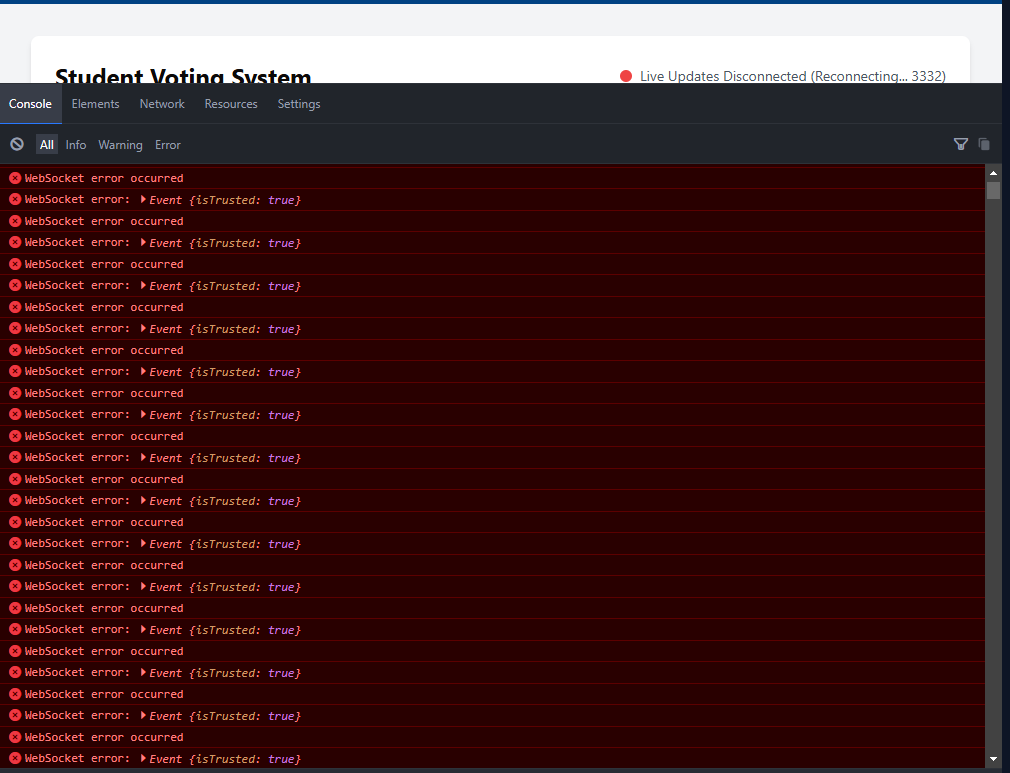 Student Voting System
Live Updates Disconnected (Reconnecting... 3332)
Console Elements Network Resources Settings
All Info Warning Error
WebSocket error occurred
WebSocket error: Event {isTrusted: true}
WebSocket error occurred
WebSocket error: Event {isTrusted: true}
WebSocket error occurred
WebSocket error: Event {isTrusted: true}
WebSocket error occurred
WebSocket error: Event {isTrusted: true}
WebSocket error occurred
WebSocket error: Event {isTrusted: true}
WebSocket error occurred
WebSocket error: Event {isTrusted: true}
WebSocket error occurred
WebSocket error: Event {isTrusted: true}
WebSocket error occurred
WebSocket error: Event {isTrusted: true}
WebSocket error occurred
WebSocket error: Event {isTrusted: true}
WebSocket error occurred
WebSocket error: Event {isTrusted: true}
WebSocket error occurred
WebSocket error: Event {isTrusted: true}
WebSocket error occurred
WebSocket error: Event {isTrusted: true}
WebSocket error occurred
WebSocket error: Event {isTrusted: true}
WebSocket error occurred
WebSocket error: Event {isTrusted: true}